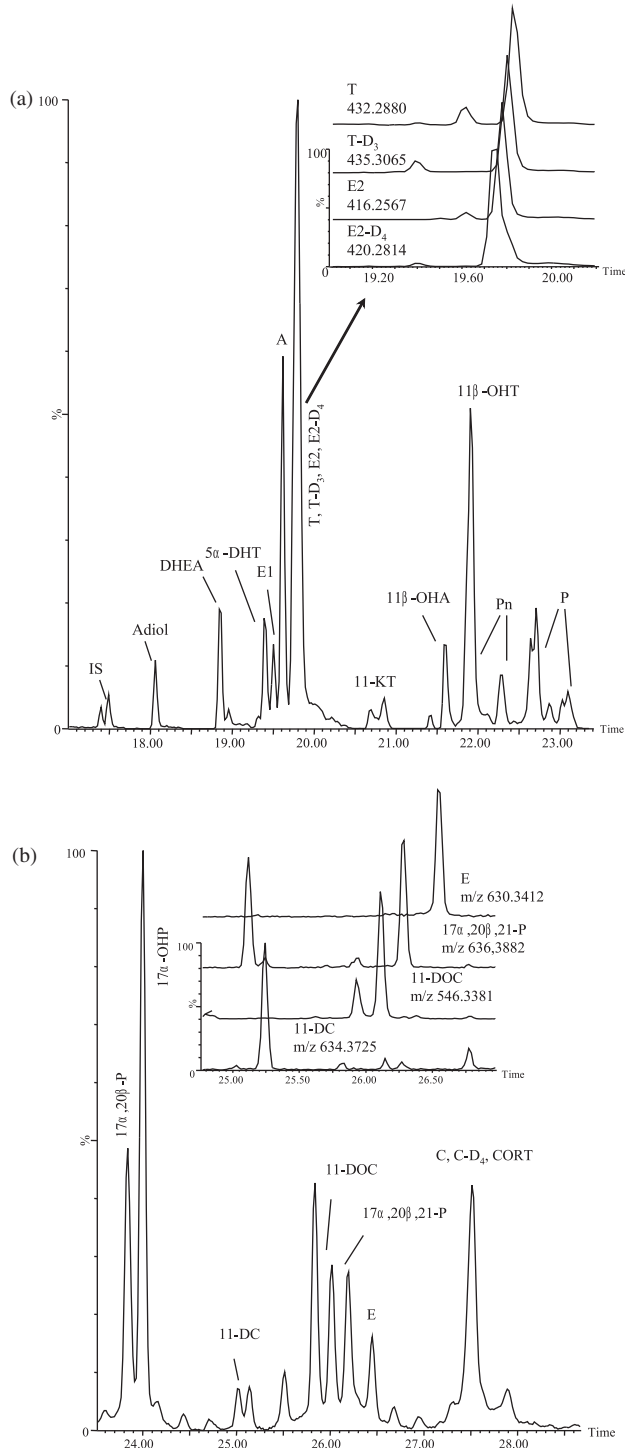 (a)
100
%
0
T
432.2880
T-D3
435.3065
E2
416.2567
E2-D4
420.2814
100
%
0
19.20 19.60 20.00 Time
A
T, T-D3, E2, E2-D4
11β-OHT
5α-DHT
DHEA
E1
Adiol
IS
11-KT
11β-OHA
Pn
P
18.00 19.00 20.00 21.00 22.00 23.00 Time
(b)
100
%
0
17α,20β-P
17α-OHP
E
m/z 630.3412
17α,20β,21-P
m/z 636,3882
11-DOC
m/z 546.3381
11-DC
m/z 634.3725
100
%
0
25.00 25.50 26.00 26.50 Time
C, C-D4, CORT
11-DOC
17α,20β,21-P
E
11-DC
24.00 25.00 26.00 27.00 28.00 Time